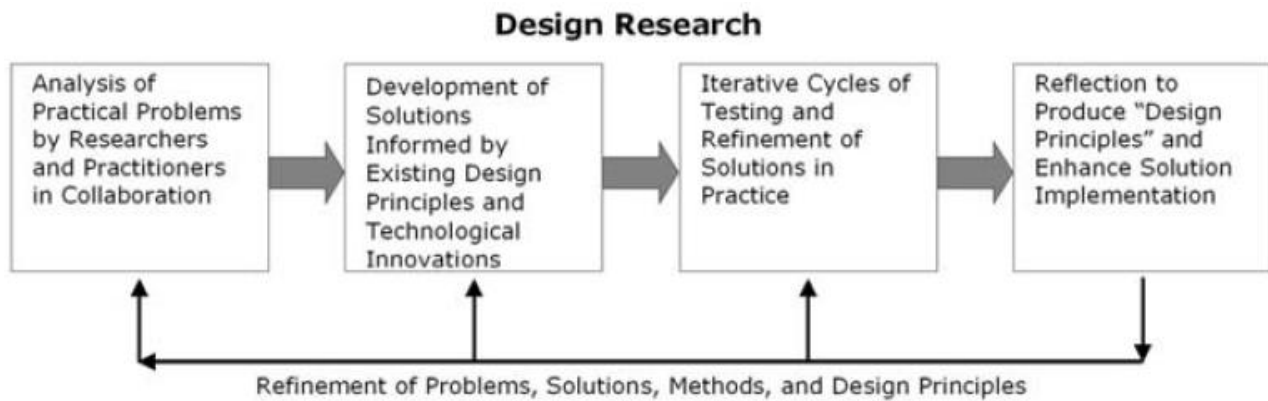 Design Research
Analysis of
Practical Problems
by Researchers
and Practitioners
in Collaboration
Development of
Solutions
Informed by
Existing Design
Principles and
Technological
Innovations
Iterative Cycles of
Testing and
Refinement of
Solutions in
Practice
Reflection to
Produce “Design
Principles” and
Enhance Solution
Implementation
Refinement of Problems, Solutions, Methods, and Design Principles